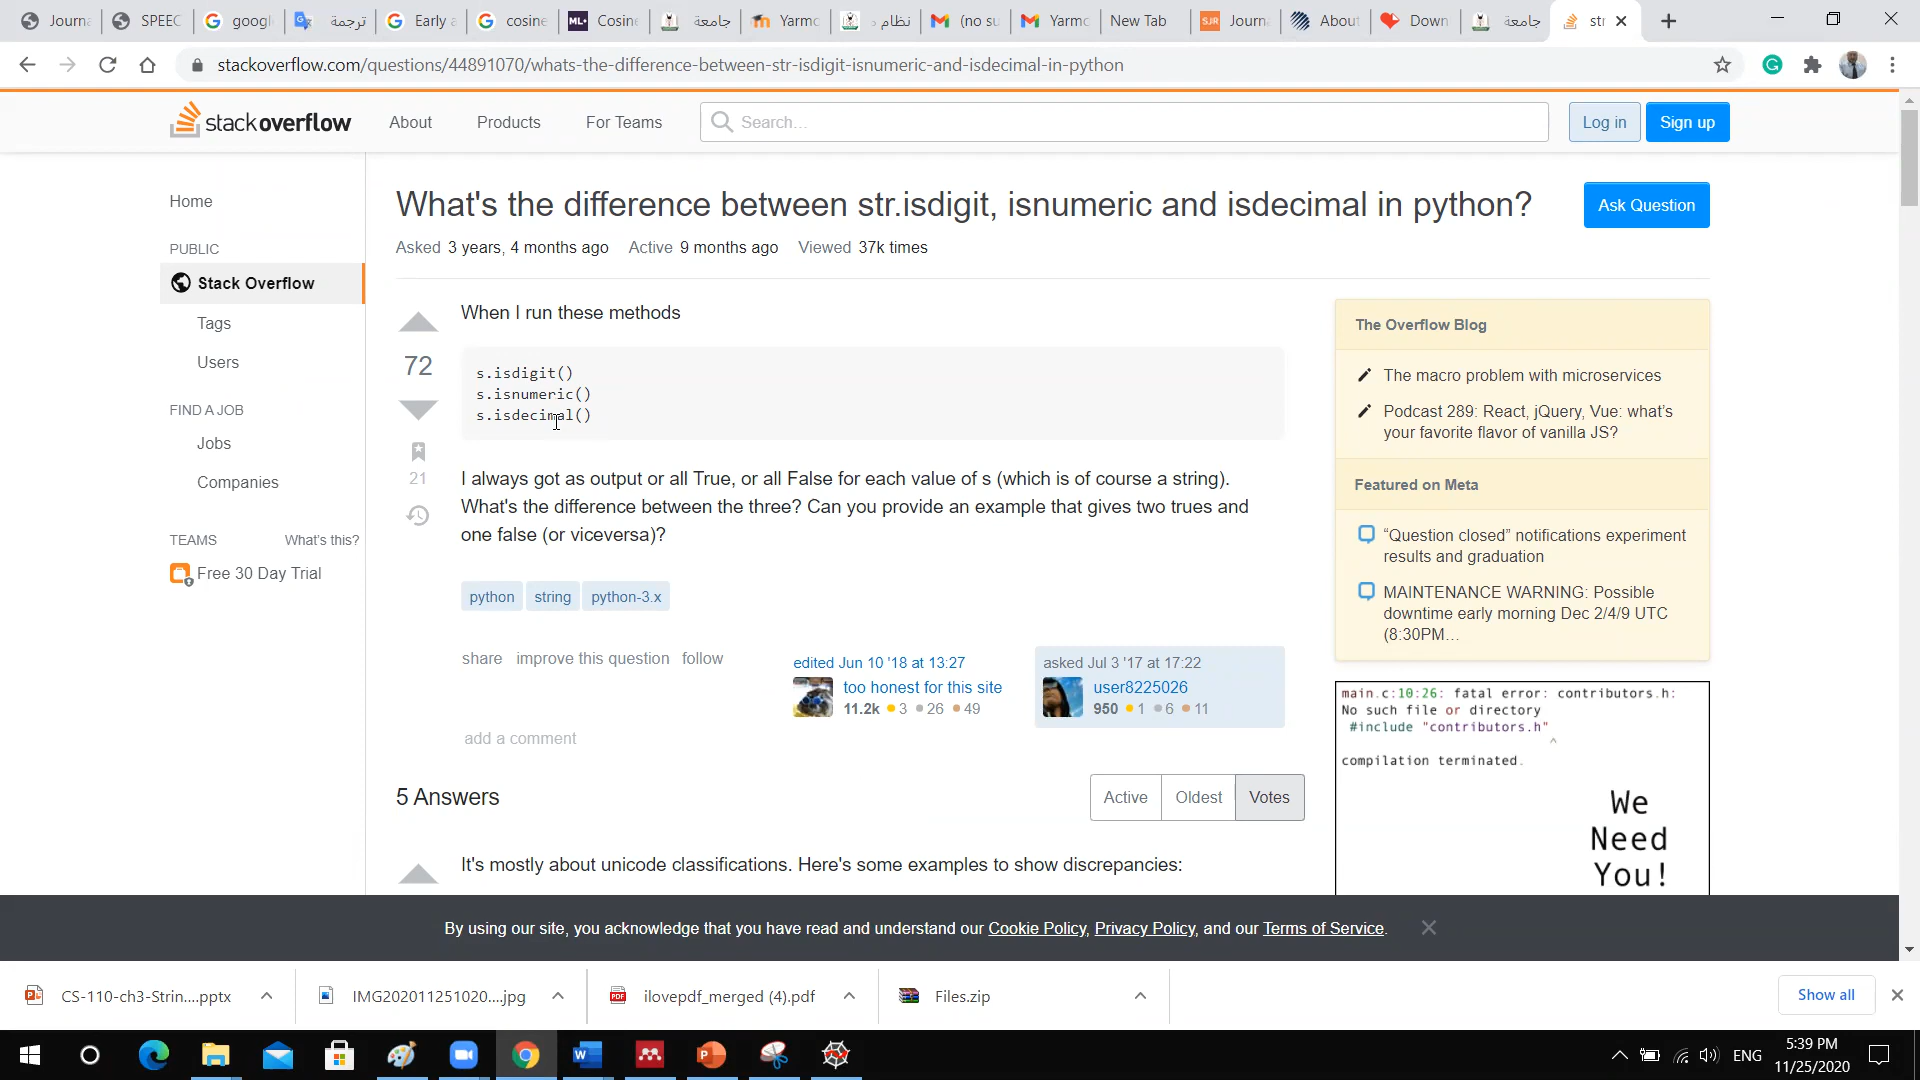 Journa
SPEEC
googl
ترجمة
Early a
cosine
Cosine
جامعة
Yarmo
نظام د
(no su
Yarmo
New Tab
Journa
About
Down
جامعة
str
stackoverflow.com/questions/44891070/whats-the-difference-between-str-isdigit-isnumeric-and-isdecimal-in-python
stackoverflow
About
Products
For Teams
Search...
Log in
Sign up
Home
PUBLIC
Stack Overflow
Tags
Users
FIND A JOB
Jobs
Companies
TEAMS
What's this?
Free 30 Day Trial
What's the difference between str.isdigit, isnumeric and isdecimal in python?
Ask Question
Asked 3 years, 4 months ago Active 9 months ago Viewed 37k times
72
21
When I run these methods
s.isdigit()
s.isnumeric()
s.isdecimal()
I always got as output or all True, or all False for each value of s (which is of course a string).
What's the difference between the three? Can you provide an example that gives two trues and
one false (or viceversa)?
python string python-3.x
share improve this question follow
edited Jun 10 '18 at 13:27
too honest for this site
11.2k 3 26 49
asked Jul 3 '17 at 17:22
user8225026
950 1 6 11
add a comment
5 Answers
Active Oldest Votes
It's mostly about unicode classifications. Here's some examples to show discrepancies:
The Overflow Blog
The macro problem with microservices
Podcast 289: React, jQuery, Vue: what's
your favorite flavor of vanilla JS?
Featured on Meta
“Question closed” notifications experiment
results and graduation
MAINTENANCE WARNING: Possible
downtime early morning Dec 2/4/9 UTC
(8:30PM…
main.c:10:26: fatal error: contributors.h:
No such file or directory
#include "contributors.h"
^
compilation terminated.
We
Need
You!
By using our site, you acknowledge that you have read and understand our Cookie Policy, Privacy Policy, and our Terms of Service.
CS-110-ch3-Strin....pptx
IMG202011251020....jpg
ilovepdf_merged (4).pdf
Files.zip
Show all
ENG
5:39 PM
11/25/2020